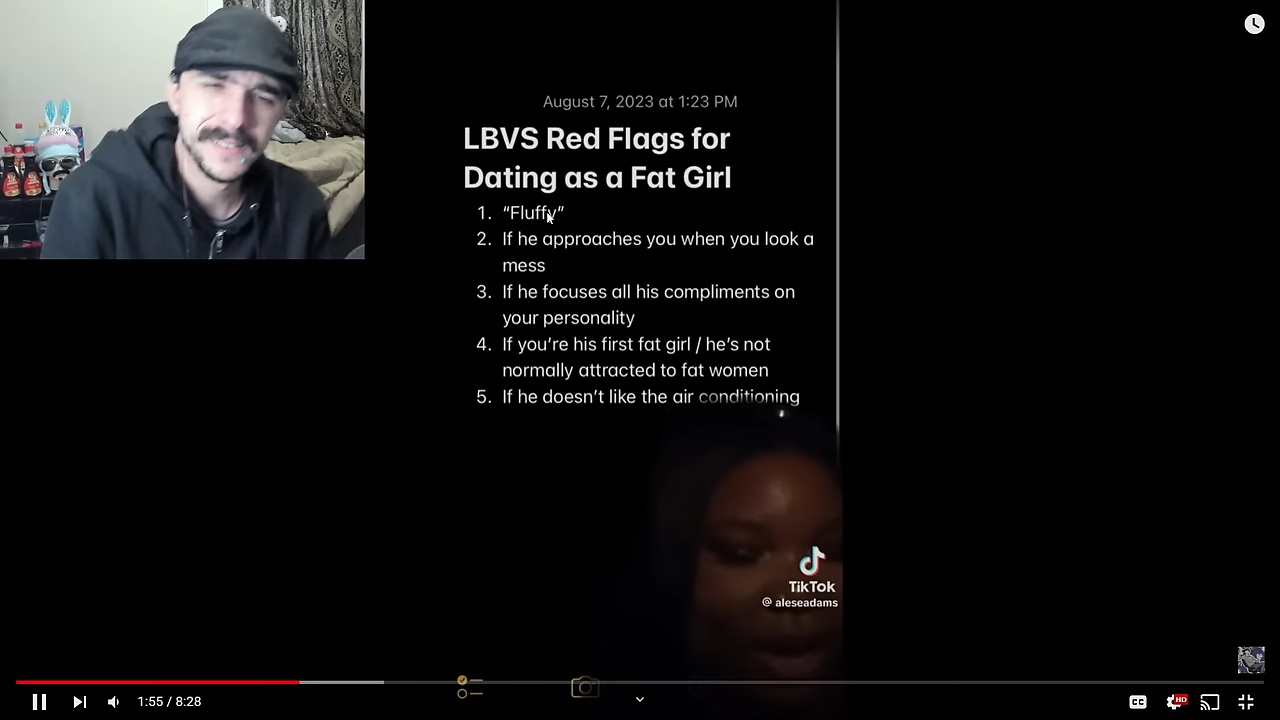 August 7, 2023 at 1:23 PM
LBVS Red Flags for
Dating as a Fat Girl
1. “Fluffy”
2. If he approaches you when you look a
mess
3. If he focuses all his compliments on
your personality
4. If you’re his first fat girl / he’s not
normally attracted to fat women
5. If he doesn’t like the air conditioning
TikTok
@ aleseadams
1:55 / 8:28
CC
HD